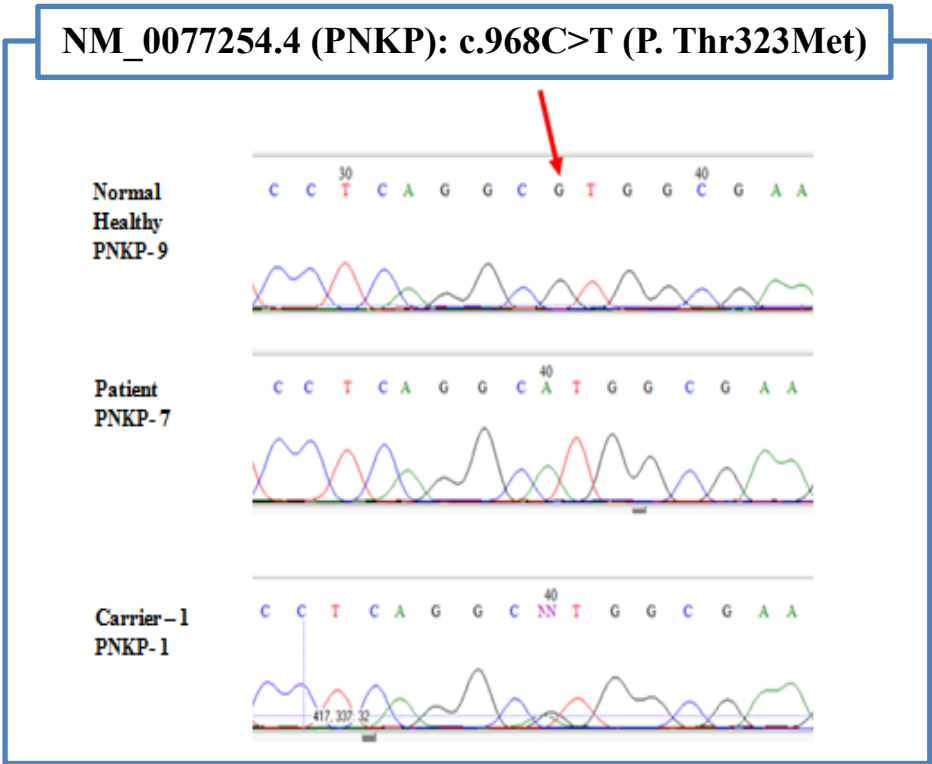 NM_0077254.4 (PNKP): c.968C>T (P. Thr323Met)
30 40
Normal Healthy PNKP- 9
C C T C A G G C G T G G C G A A
40
Patient PNKP- 7
C C T C A G G C A T G G C G A A
40
Carrier – 1 PNKP- 1
C C T C A G G C N T G G C G A A
417, 337; 32